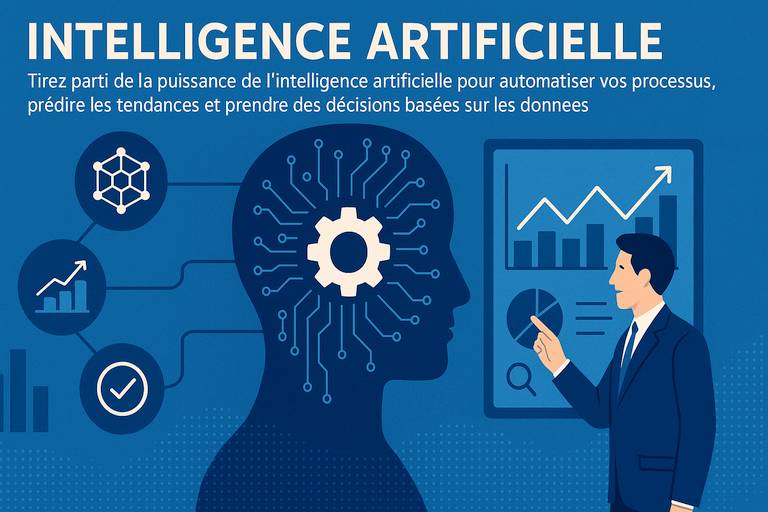 INTELLIGENCE ARTIFICIELLE
Tirez parti de la puissance de l'intelligence artificielle pour automatiser vos processus,
prédire les tendances et prendre des décisions basées sur les donnees